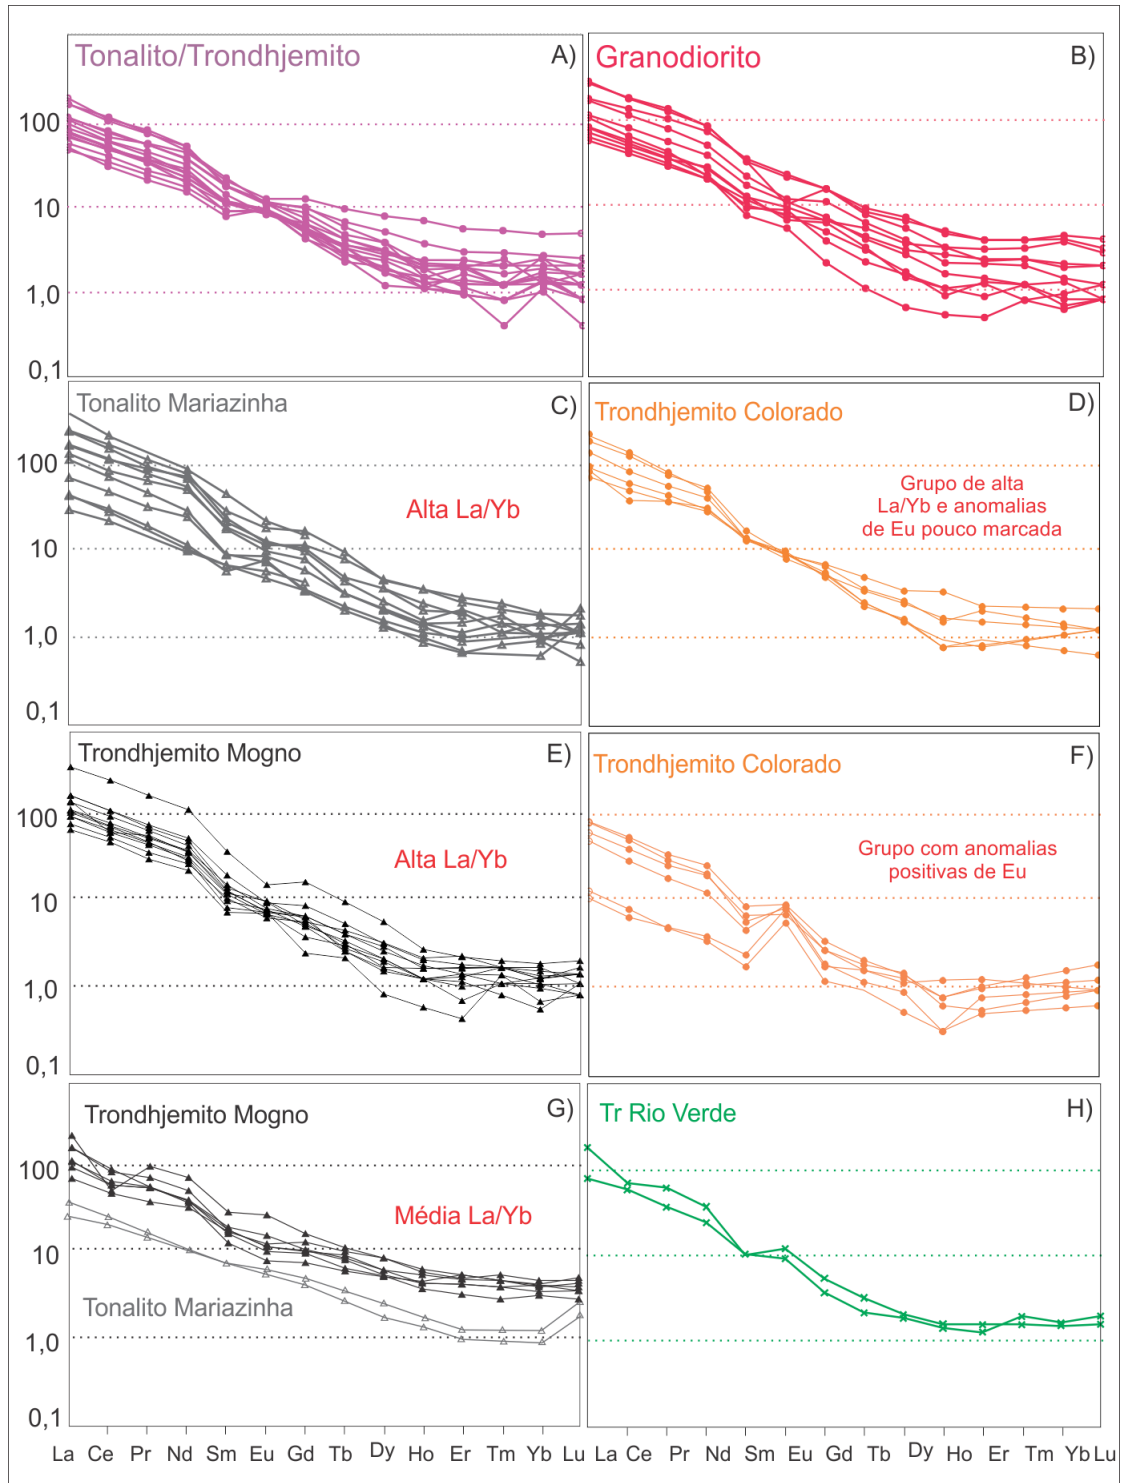 Tonalito/Trondhjemito
A)
Granodiorito
B)
100
10
1,0
0,1
Tonalito Mariazinha
C)
Trondhjemito Colorado
D)
Alta La/Yb
Grupo de alta
La/Yb e anomalias
de Eu pouco marcada
100
10
1,0
0,1
Trondhjemito Mogno
E)
Trondhjemito Colorado
F)
Alta La/Yb
Grupo com anomalias
positivas de Eu
100
10
1,0
0,1
Trondhjemito Mogno
G)
Tr Rio Verde
H)
Média La/Yb
Tonalito Mariazinha
100
10
1,0
0,1
La Ce Pr Nd Sm Eu Gd Tb Dy Ho Er Tm Yb Lu
La Ce Pr Nd Sm Eu Gd Tb Dy Ho Er Tm Yb Lu